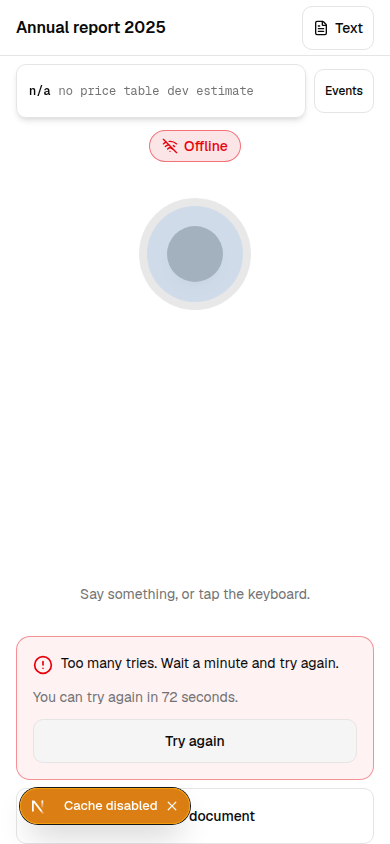 Annual report 2025
Text
n/a no price table dev estimate
Events
Offline
Say something, or tap the keyboard.
Too many tries. Wait a minute and try again.
You can try again in 72 seconds.
Try again
Cache disabled
document